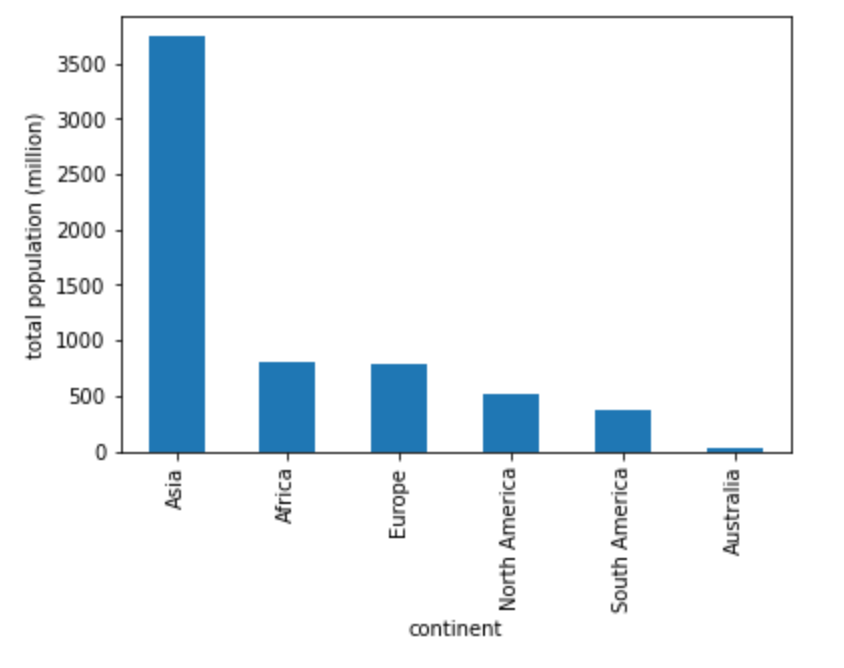 total population (million)
3500
3000
2500
2000
1500
1000
500
0
Asia
Africa
Europe
North America
South America
Australia
continent